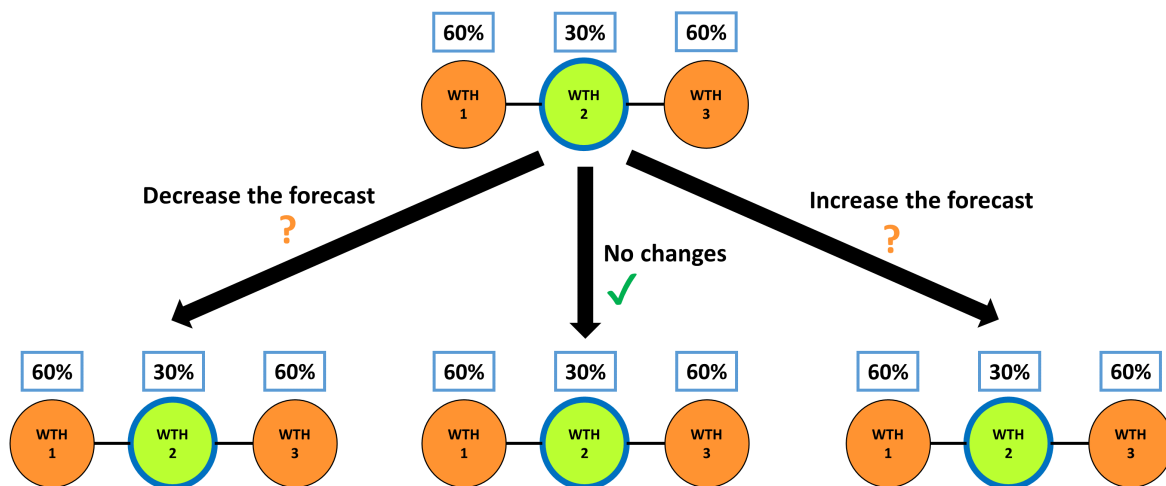 60% 30% 60%
WTH
1
WTH
2
WTH
3
Decrease the forecast
?
No changes
✓
Increase the forecast
?
60% 30% 60%
WTH
1
WTH
2
WTH
3
60% 30% 60%
WTH
1
WTH
2
WTH
3
60% 30% 60%
WTH
1
WTH
2
WTH
3